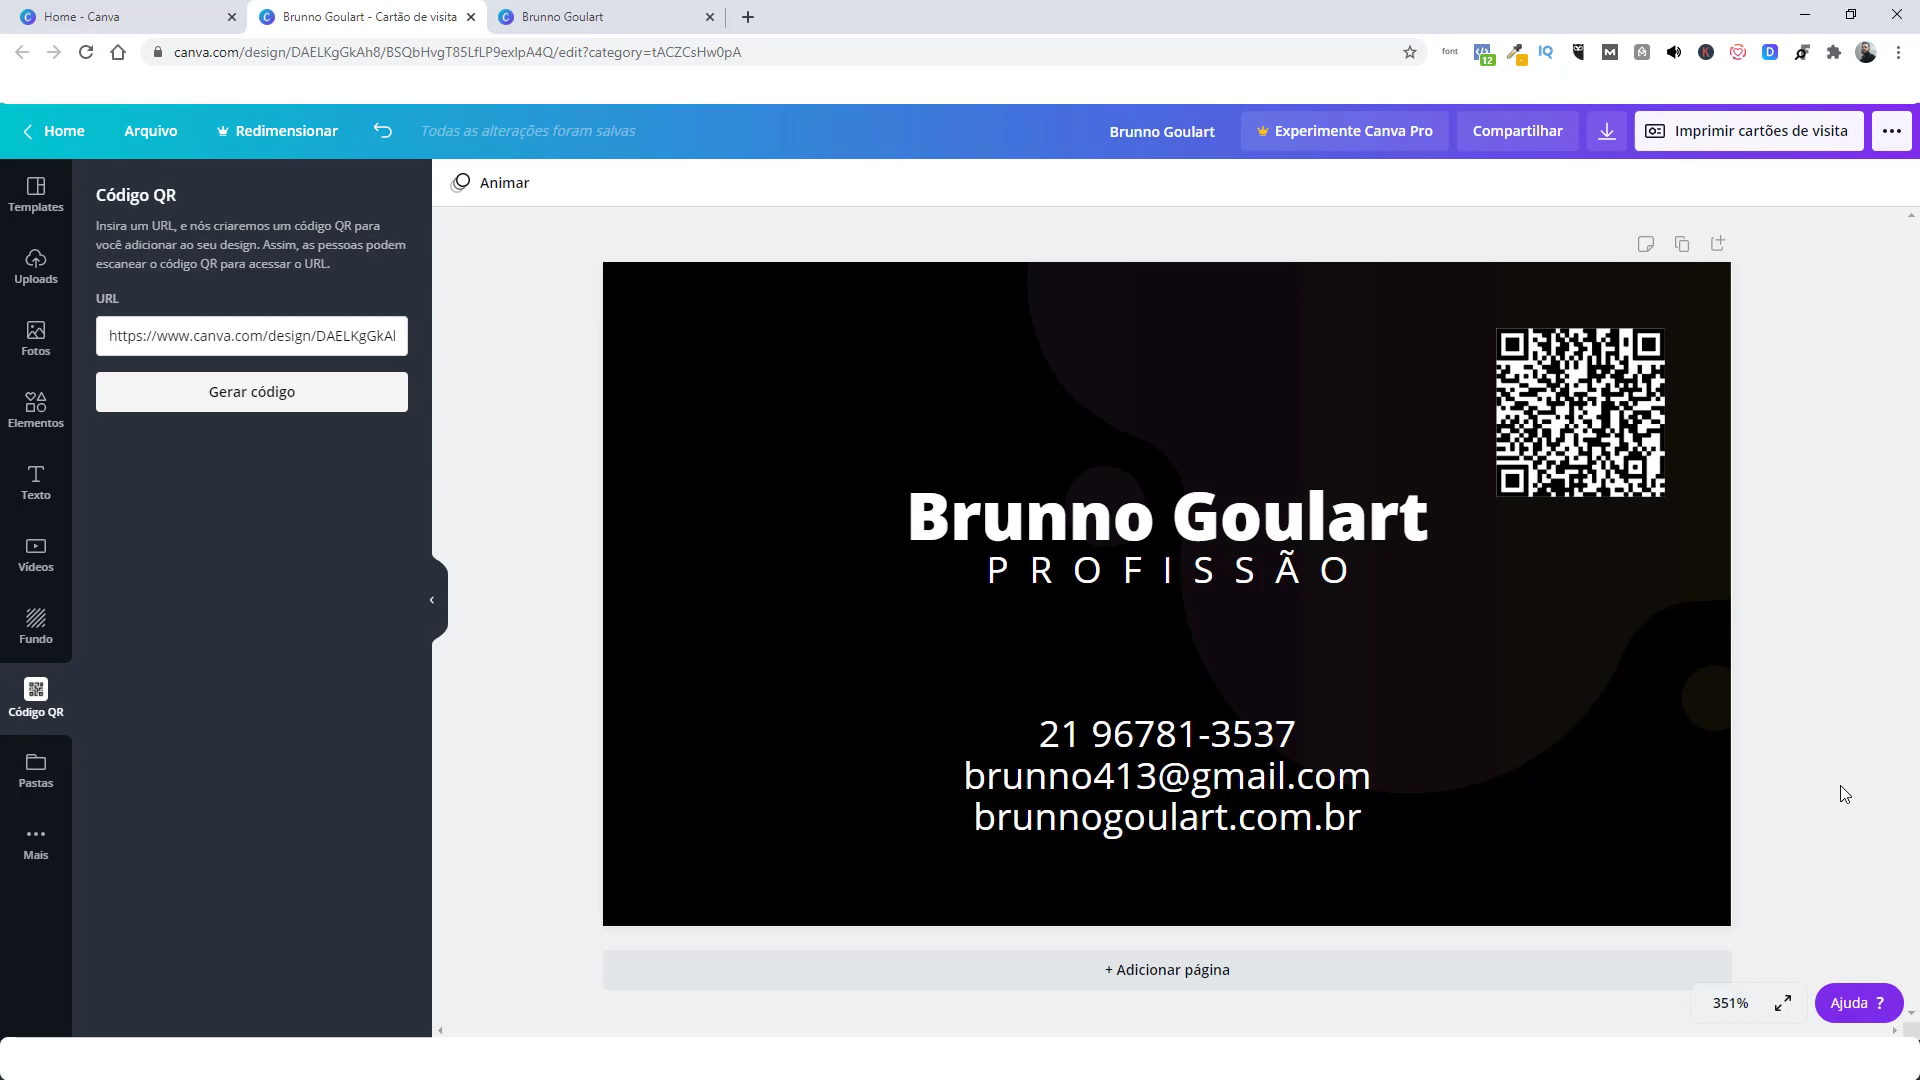 Home - Canva
Brunno Goulart - Cartão de visita
Brunno Goulart
canva.com/design/DAELKgGkAh8/BSQbHvgT85LfLP9exIpA4Q/edit?category=tACZCsHw0pA
font
12
IQ
M
K
D
Home
Arquivo
Redimensionar
Todas as alterações foram salvas
Brunno Goulart
Experimente Canva Pro
Compartilhar
Imprimir cartões de visita
Animar
Templates
Uploads
Fotos
Elementos
Texto
Vídeos
Fundo
Código QR
Pastas
Mais
Código QR
Insira um URL, e nós criaremos um código QR para
você adicionar ao seu design. Assim, as pessoas podem
escanear o código QR para acessar o URL.
URL
https://www.canva.com/design/DAELKgGkAl
Gerar código
Brunno Goulart
PROFISSÃO
21 96781-3537
brunno413@gmail.com
brunnogoulart.com.br
+ Adicionar página
351%
Ajuda ?